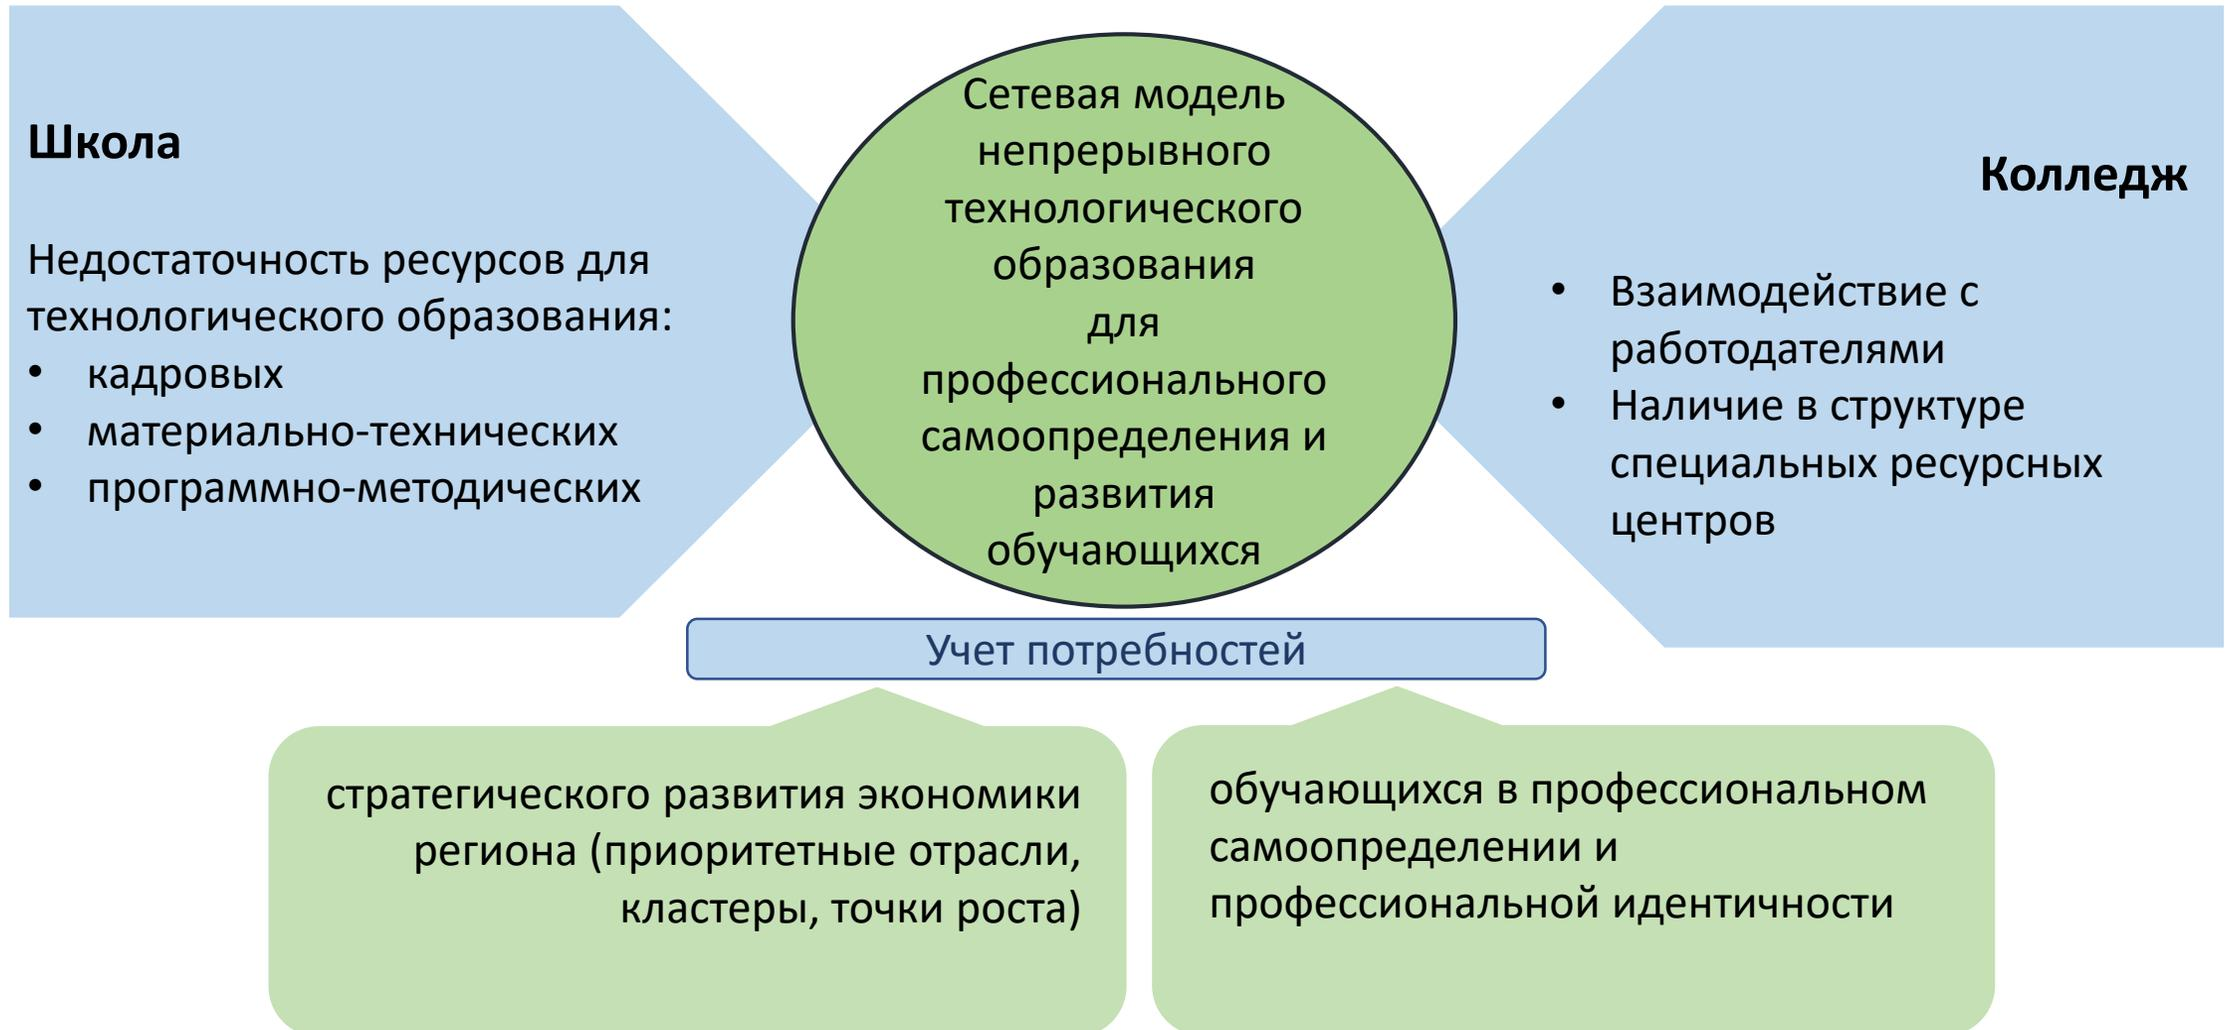 Школа
Недостаточность ресурсов для
технологического образования:
• кадровых
• материально-технических
• программно-методических
Сетевая модель
непрерывного
технологического
образования
для
профессионального
самоопределения и
развития
обучающихся
Колледж
• Взаимодействие с
работодателями
• Наличие в структуре
специальных ресурсных
центров
Учет потребностей
стратегического развития экономики
региона (приоритетные отрасли,
кластеры, точки роста)
обучающихся в профессиональном
самоопределении и
профессиональной идентичности